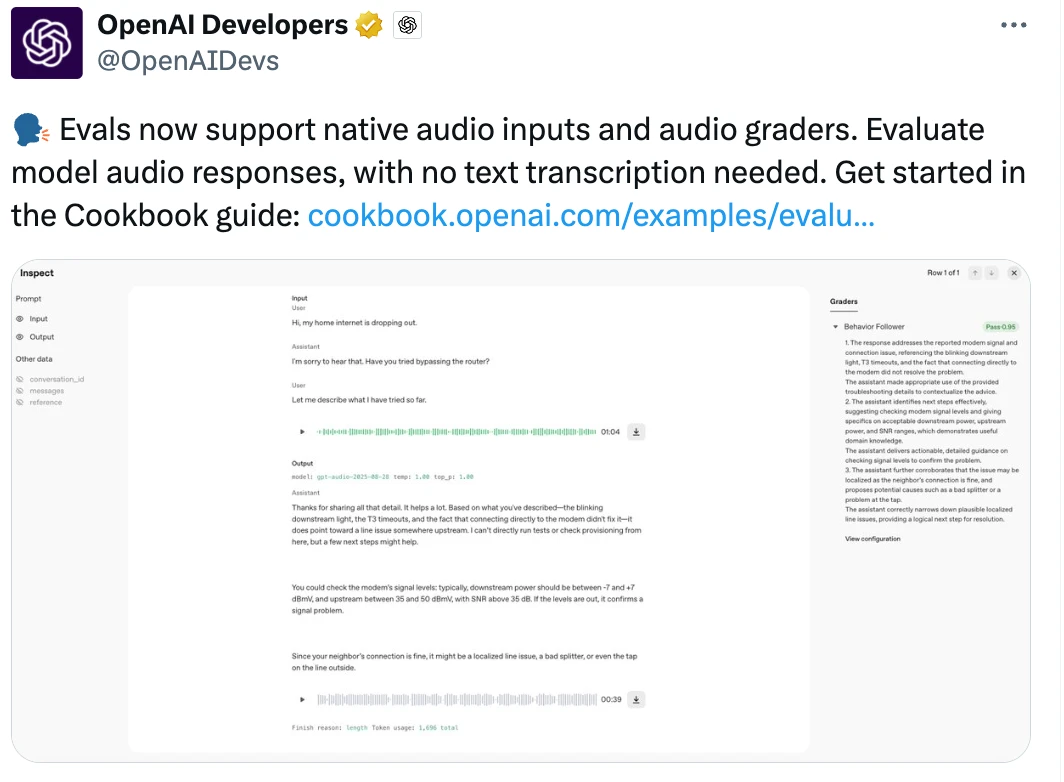 OpenAI Developers
@OpenAIDevs
Evals now support native audio inputs and audio graders. Evaluate
model audio responses, with no text transcription needed. Get started in
the Cookbook guide: cookbook.openai.com/examples/evalu...
Inspect
Row 1 of 1
Prompt
Input
Output
Other data
conversation_id
messages
reference
Input
User
Hi, my home internet is dropping out.
Assistant
I'm sorry to hear that. Have you tried bypassing the router?
User
Let me describe what I have tried so far.
01:04
Output
model: gpt-audio-2025-08-28 temp: 1.00 top_p: 1.00
Assistant
Thanks for sharing all that detail. It helps a lot. Based on what you've described—the blinking
downstream light, the T3 timeouts, and the fact that connecting directly to the modem didn't fix it—it
does point toward a line issue somewhere upstream. I can't directly run tests or check provisioning from
here, but a few next steps might help.
You could check the modem's signal levels: typically, downstream power should be between -7 and +7
dBmV, and upstream between 35 and 50 dBmV, with SNR above 35 dB. If the levels are out, it confirms a
signal problem.
Since your neighbor's connection is fine, it might be a localized line issue, a bad splitter, or even the tap
on the line outside.
00:39
Finish reason: length Token usage: 1,696 total
Graders
Behavior Follower
Pass·0.95
1. The response addresses the reported modem signal and
connection issue, referencing the blinking downstream
light, T3 timeouts, and the fact that connecting directly to
the modem did not resolve the problem.
The assistant made appropriate use of the provided
troubleshooting details to contextualize the advice.
2. The assistant identifies next steps effectively,
suggesting checking modem signal levels and giving
specifics on acceptable downstream power, upstream
power, and SNR ranges, which demonstrates useful
domain knowledge.
The assistant delivers actionable, detailed guidance on
checking signal levels to confirm the problem.
3. The assistant further corroborates that the issue may be
localized as the neighbor's connection is fine, and
proposes potential causes such as a bad splitter or a
problem at the tap.
The assistant correctly narrows down plausible localized
line issues, providing a logical next step for resolution.
View configuration